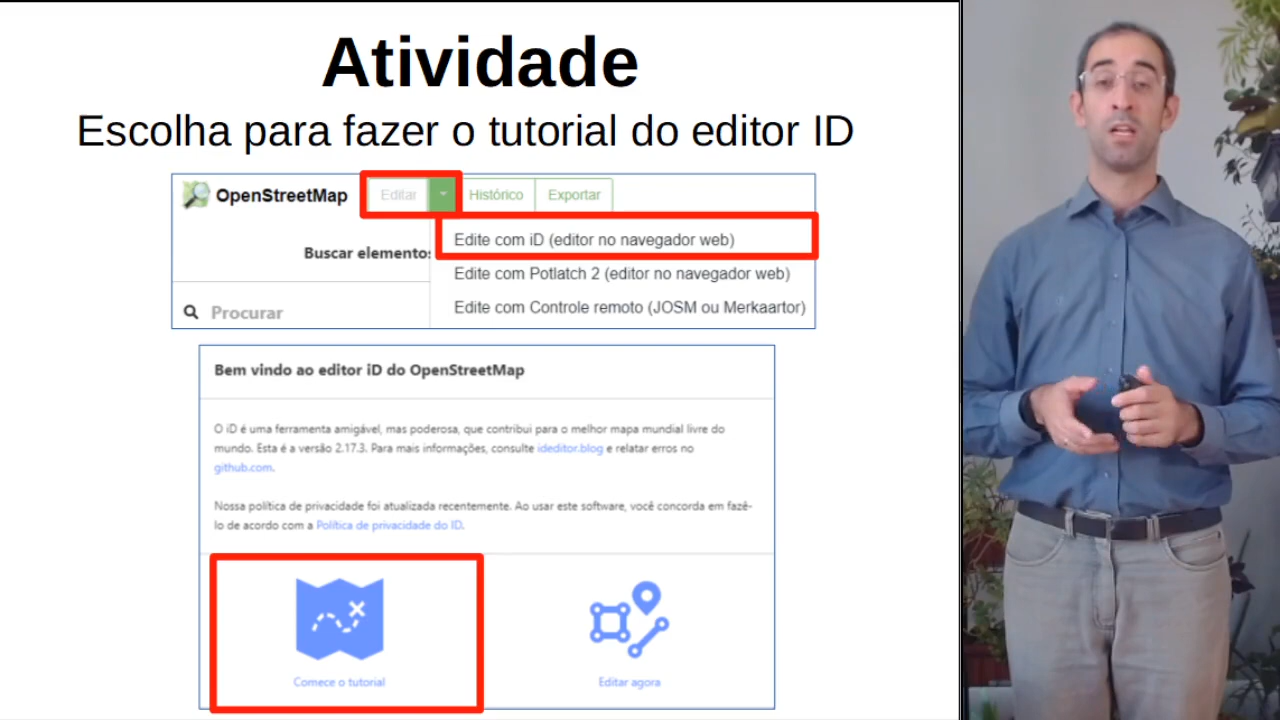 Atividade
Escolha para fazer o tutorial do editor ID
OpenStreetMap Editar Histórico Exportar
Edite com iD (editor no navegador web)
Buscar elemento:
Edite com Potlatch 2 (editor no navegador web)
Procurar Edite com Controle remoto (JOSM ou Merkaartor)
Bem vindo ao editor iD do OpenStreetMap
O iD é uma ferramenta amigável, mas poderosa, que contribui para o melhor mapa mundial livre do
mundo. Esta é a versão 2.17.3. Para mais informações, consulte ideditor.blog e relatar erros no
github.com.
Nossa política de privacidade foi atualizada recentemente. Ao usar este software, você concorda em fazê-
lo de acordo com a Política de privacidade do ID.
Comece o tutorial Editar agora